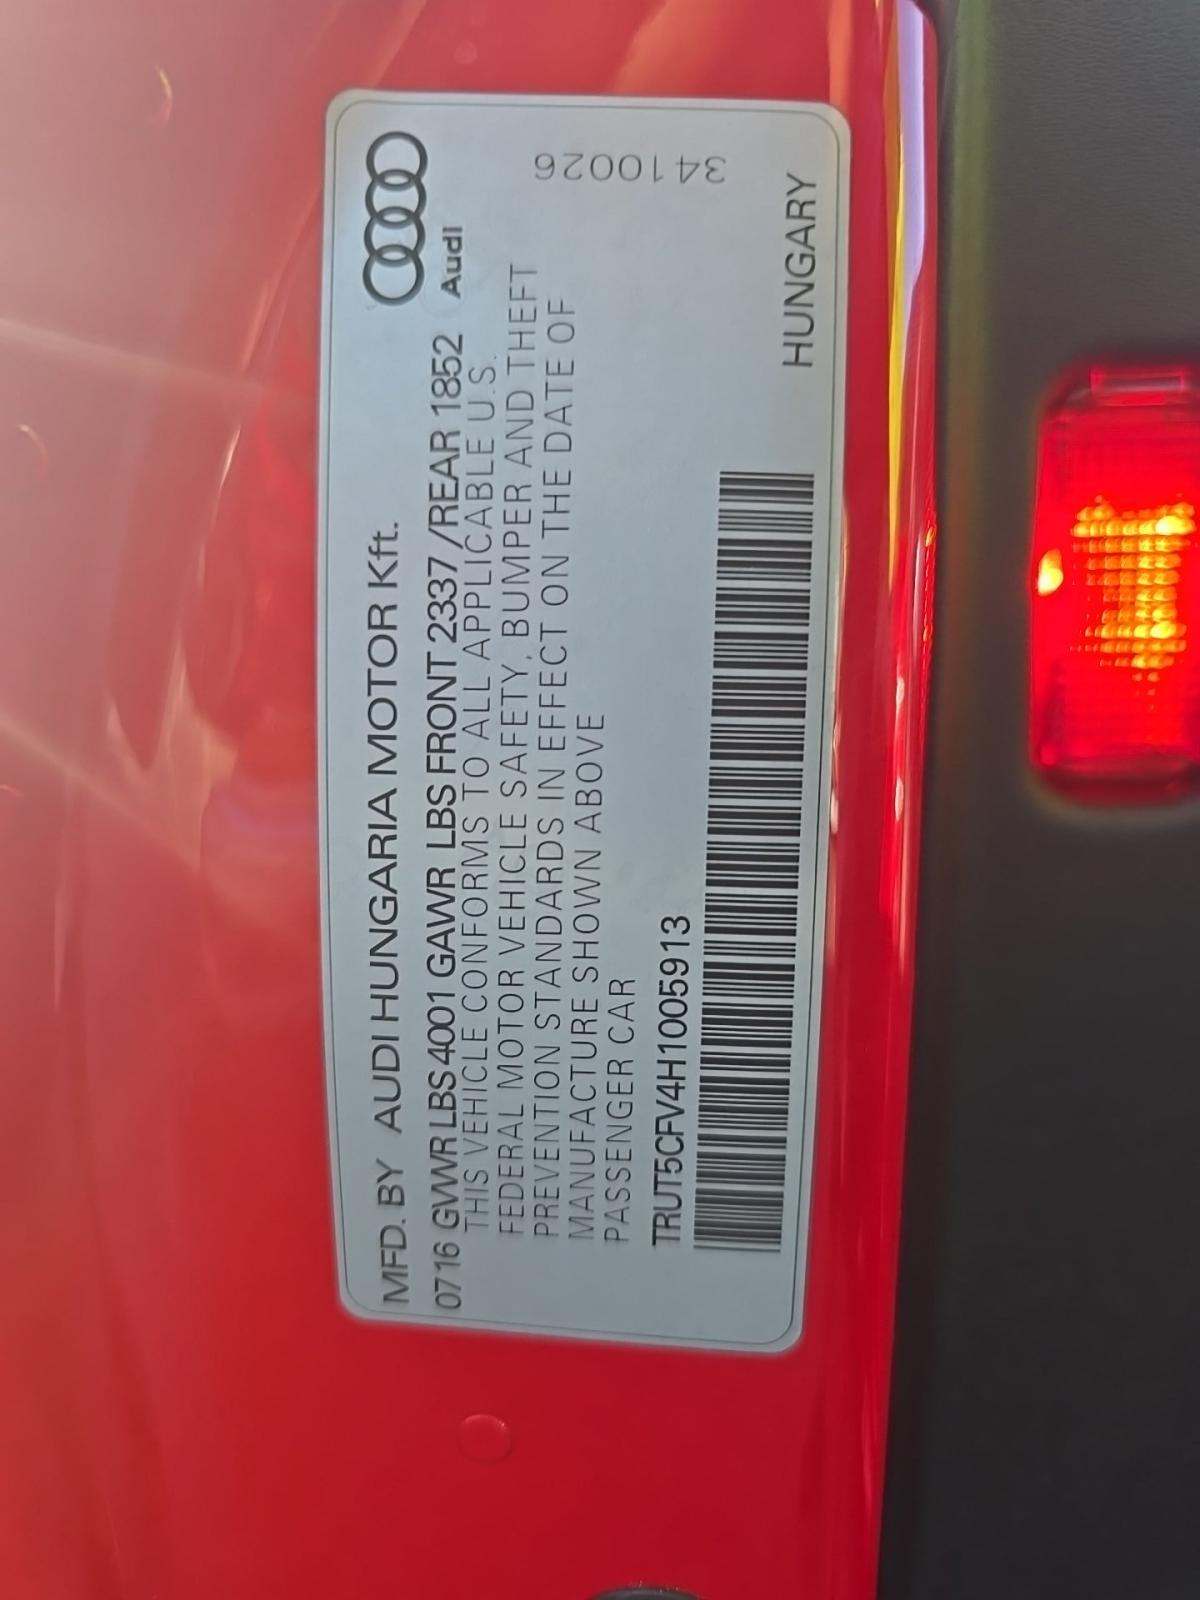 MFD. BY AUDI HUNGARIA MOTOR Kft.
0716 GVWR LBS 4001 GAWR LBS FRONT 2337 /REAR 1852
Audi
THIS VEHICLE CONFORMS TO ALL APPLICABLE U.S.
FEDERAL MOTOR VEHICLE SAFETY, BUMPER AND THEFT
PREVENTION STANDARDS IN EFFECT ON THE DATE OF
MANUFACTURE SHOWN ABOVE
PASSENGER CAR
3410026
TRUT5CFV4H1005913
HUNGARY